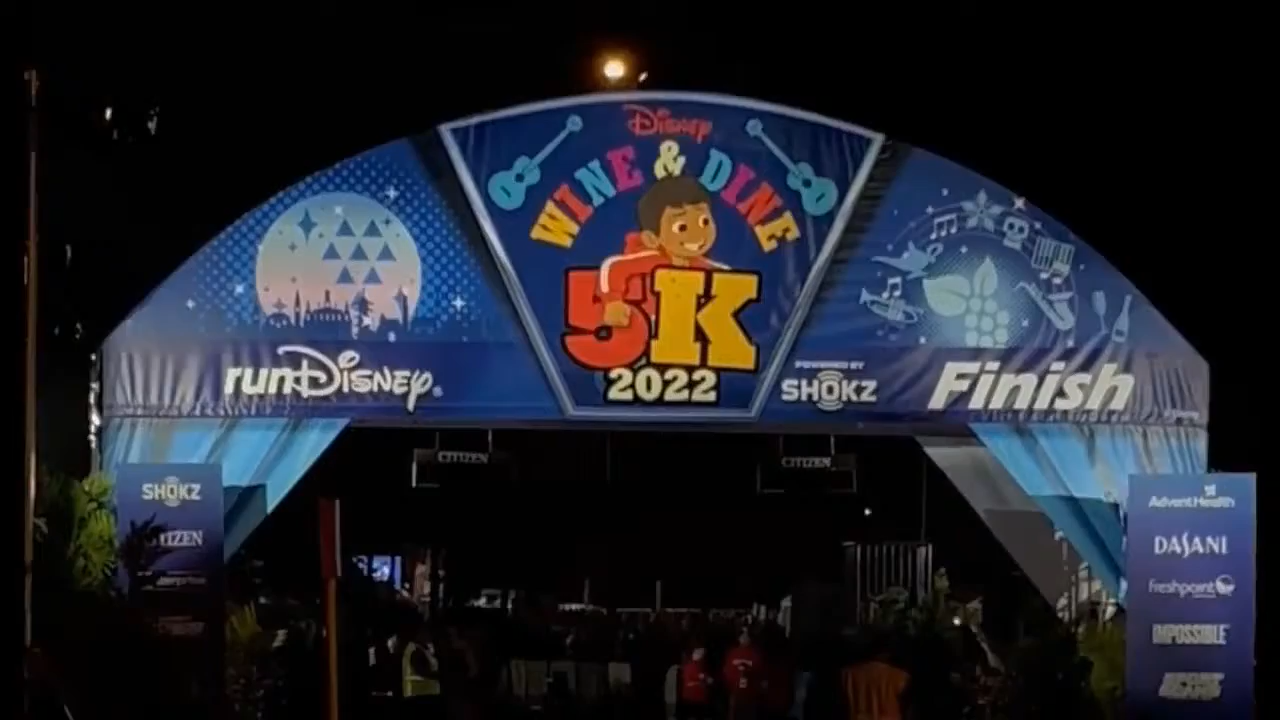 Disney
WINE & DINE
5K
2022
runDisney®
POWERED BY
SHOKZ
Finish
CITIZEN
CITIZEN
SHOKZ
AdventHealth
DASANI
Freshpoint
IMPOSSIBLE